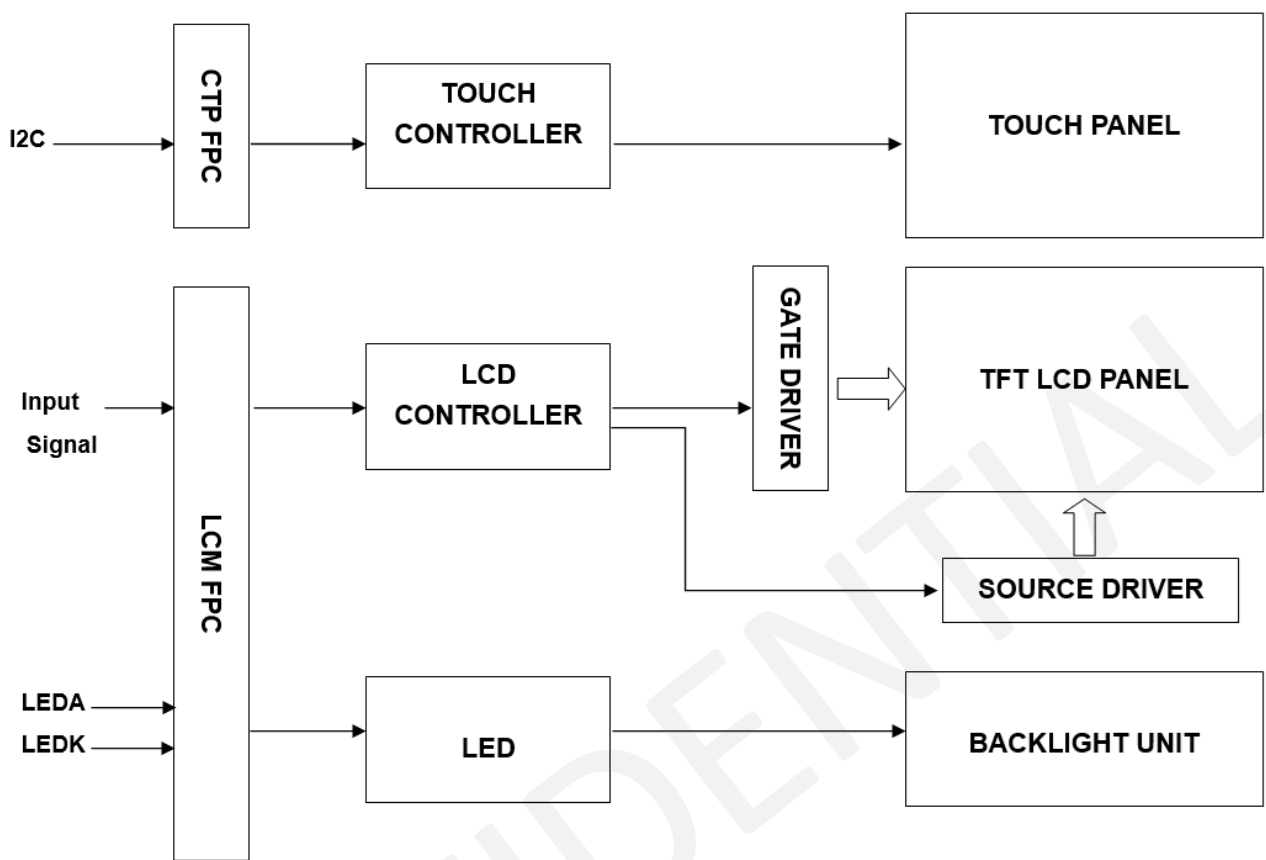 I2C
CTP FPC
TOUCH
CONTROLLER
TOUCH PANEL
Input
Signal
LCM FPC
LCD
CONTROLLER
GATE DRIVER
TFT LCD PANEL
SOURCE DRIVER
LEDA
LEDK
LED
BACKLIGHT UNIT
IDENTIAL